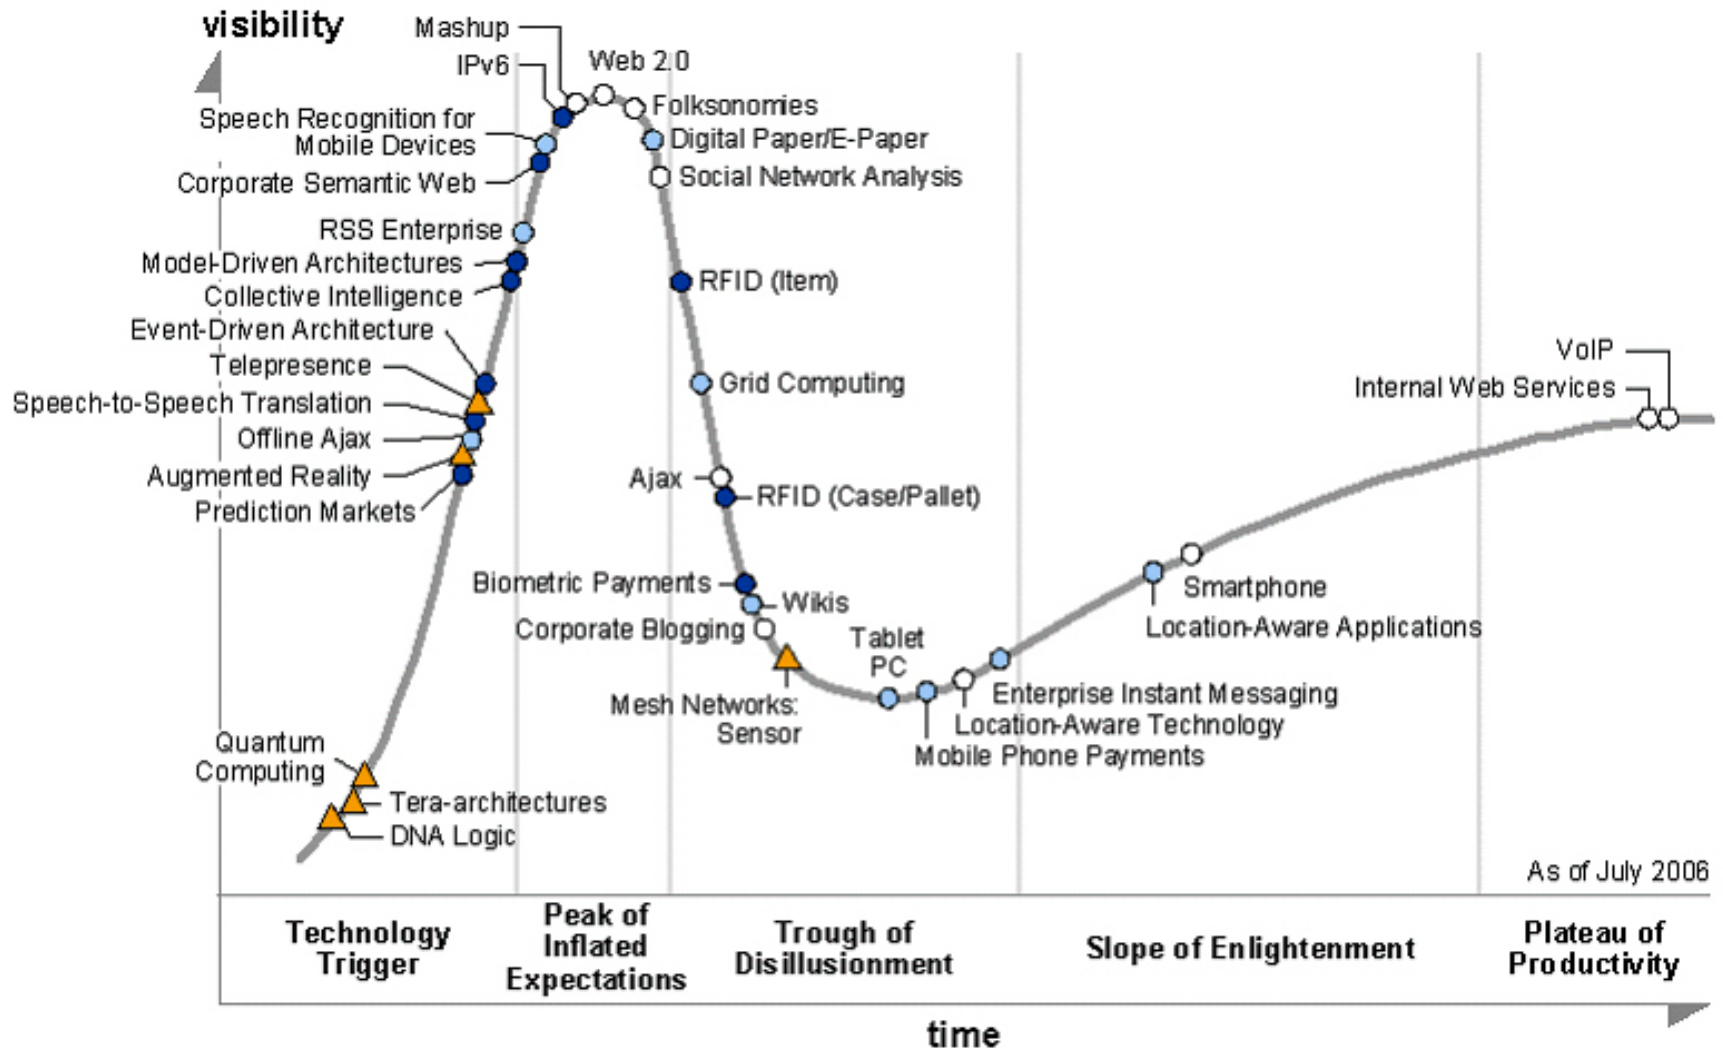 visibility
Mashup
IPv6
Web 2.0
Folksonomies
Speech Recognition for
Mobile Devices
Digital Paper/E-Paper
Corporate Semantic Web
Social Network Analysis
RSS Enterprise
Model-Driven Architectures
RFID (Item)
Collective Intelligence
Event-Driven Architecture
Telepresence
Grid Computing
Speech-to-Speech Translation
Offline Ajax
Augmented Reality
Ajax
RFID (Case/Pallet)
Prediction Markets
VoIP
Internal Web Services
Biometric Payments
Wikis
Corporate Blogging
Tablet
PC
Smartphone
Location-Aware Applications
Mesh Networks:
Sensor
Enterprise Instant Messaging
Location-Aware Technology
Mobile Phone Payments
Quantum
Computing
Tera-architectures
DNA Logic
As of July 2006
Technology
Trigger
Peak of
Inflated
Expectations
Trough of
Disillusionment
Slope of Enlightenment
Plateau of
Productivity
time